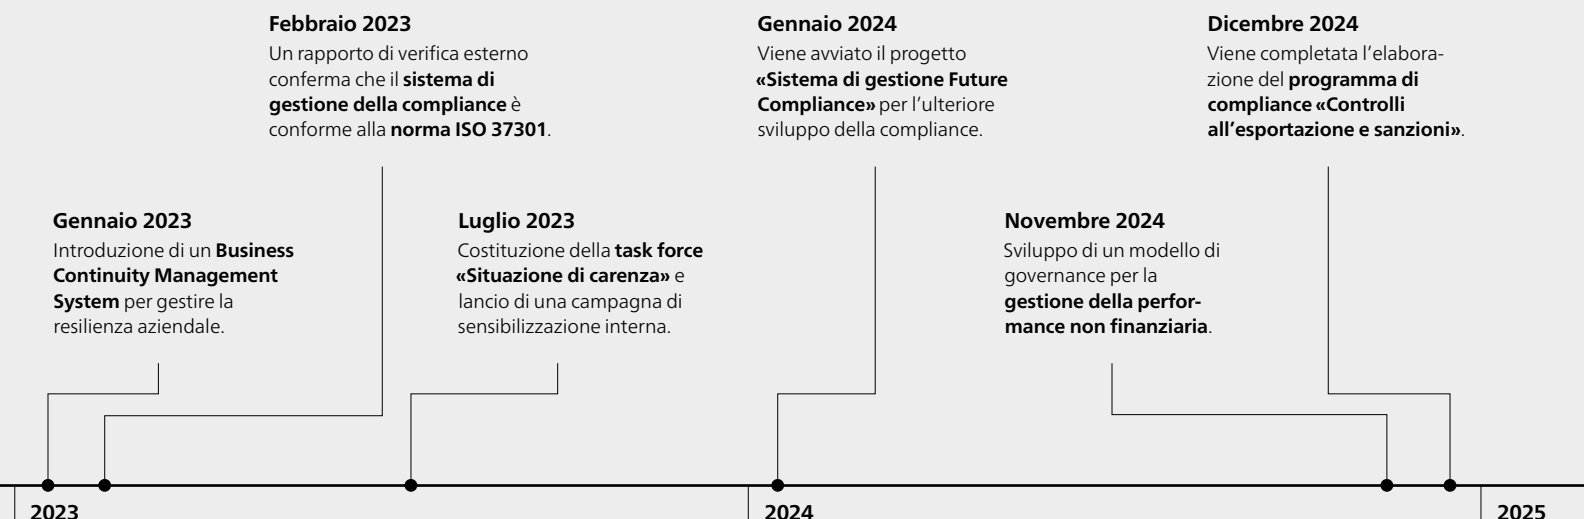 Febbraio 2023
Un rapporto di verifica esterno
conferma che il sistema di
gestione della compliance è
conforme alla norma ISO 37301.
Gennaio 2024
Viene avviato il progetto
«Sistema di gestione Future
Compliance» per l’ulteriore
sviluppo della compliance.
Dicembre 2024
Viene completata l’elabora-
zione del programma di
compliance «Controlli
all’esportazione e sanzioni».
Gennaio 2023
Introduzione di un Business
Continuity Management
System per gestire la
resilienza aziendale.
Luglio 2023
Costituzione della task force
«Situazione di carenza» e
lancio di una campagna di
sensibilizzazione interna.
Novembre 2024
Sviluppo di un modello di
governance per la
gestione della perfor-
mance non finanziaria.
2023
2024
2025